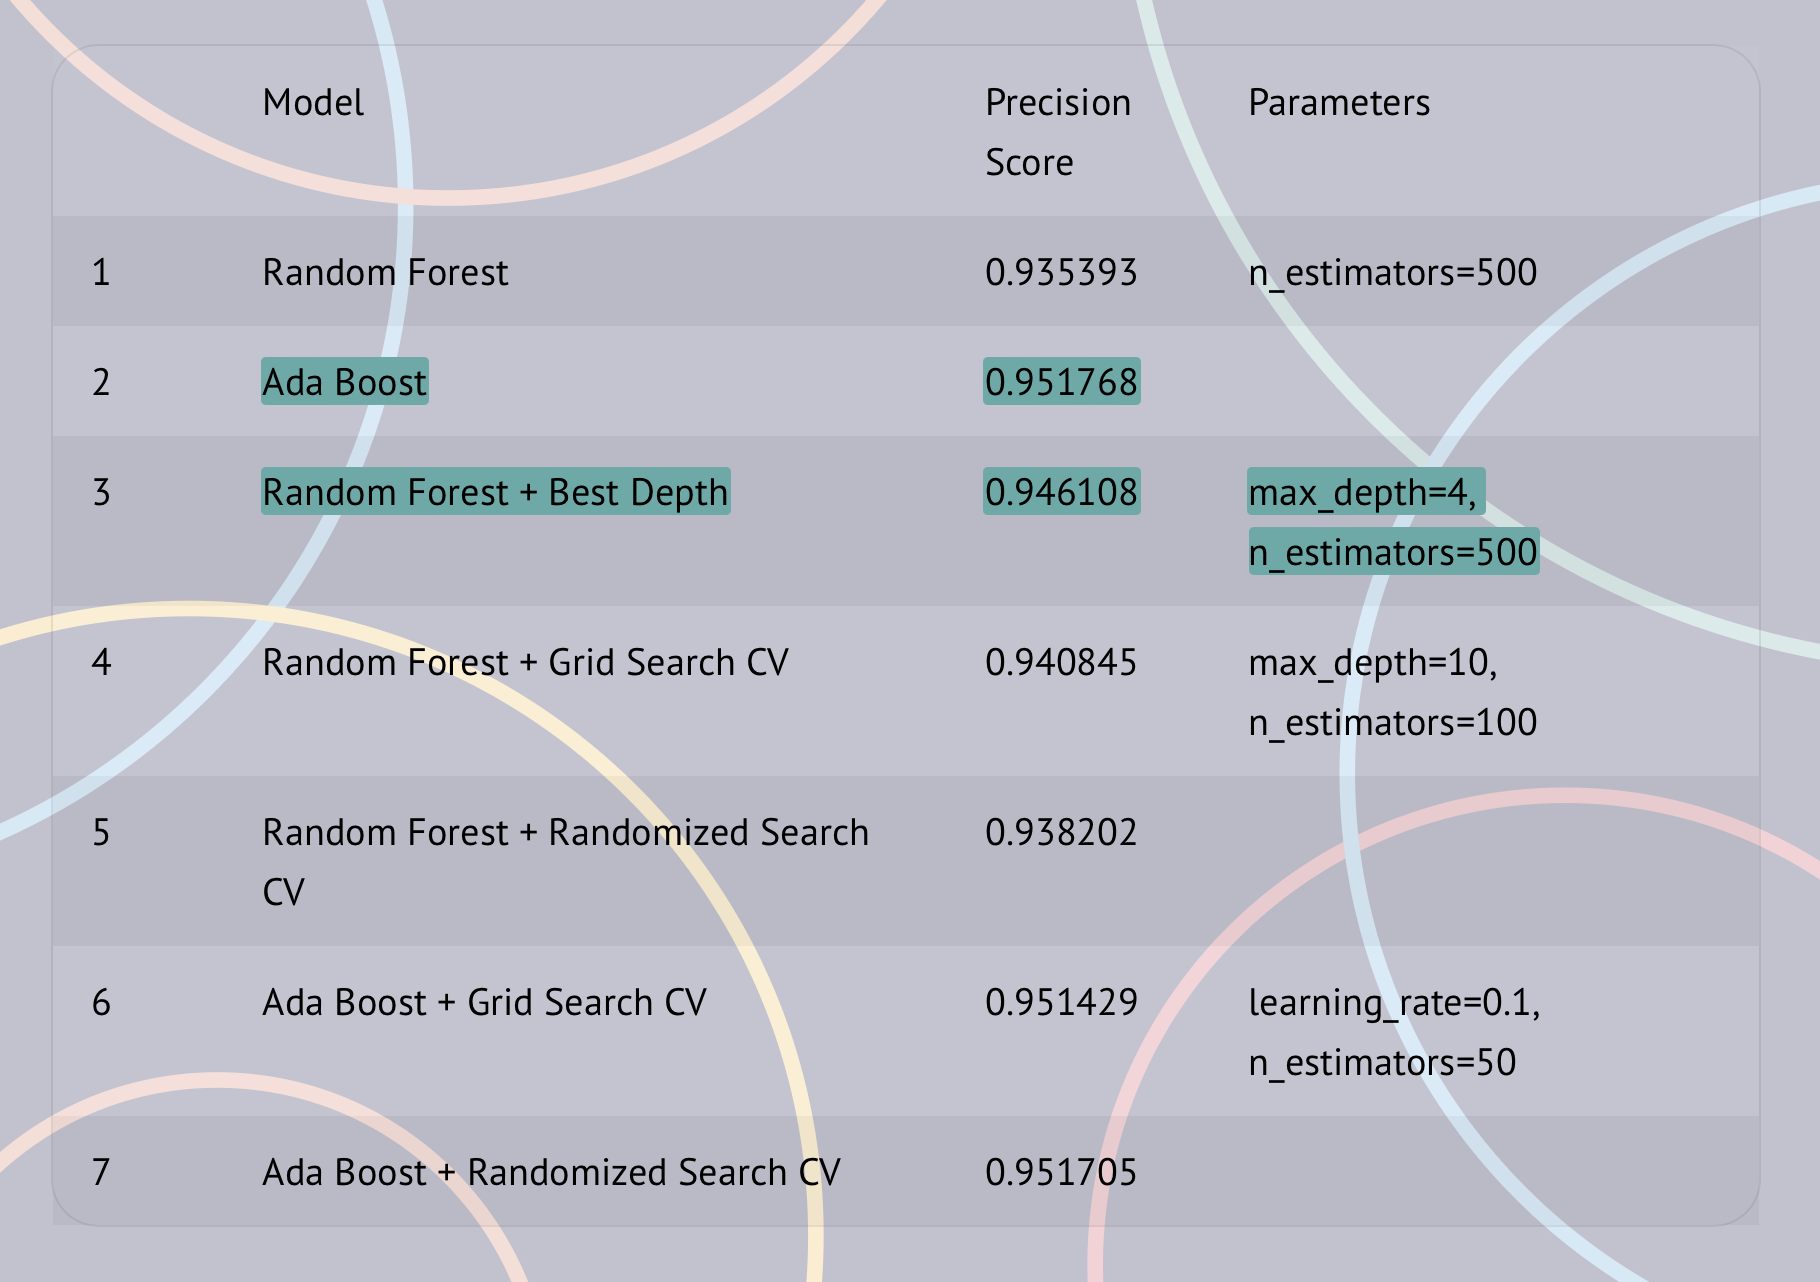 Model Precision Score Parameters
1 Random Forest 0.935393 n_estimators=500
2 Ada Boost 0.951768
3 Random Forest + Best Depth 0.946108 max_depth=4,
n_estimators=500
4 Random Forest + Grid Search CV 0.940845 max_depth=10,
n_estimators=100
5 Random Forest + Randomized Search CV 0.938202
6 Ada Boost + Grid Search CV 0.951429 learning_rate=0.1,
n_estimators=50
7 Ada Boost + Randomized Search CV 0.951705